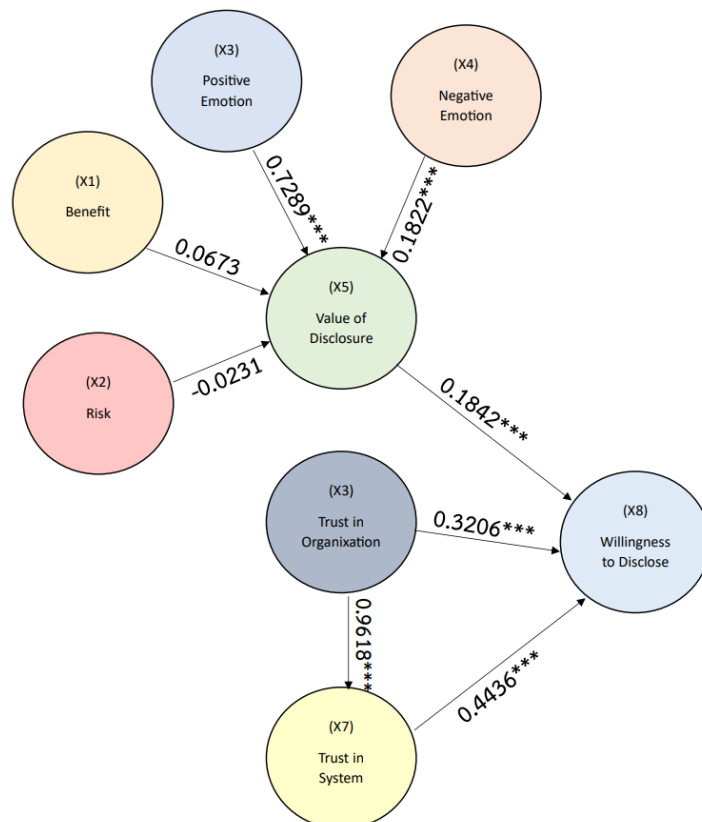 (X3)
Positive
Emotion
(X4)
Negative
Emotion
(X1)
Benefit
0.7289***
0.1822***
0.0673
(X5)
Value of
Disclosure
(X2)
Risk
-0.0231
0.1842***
(X3)
Trust in
Organixation
0.3206***
(X8)
Willingness
to Disclose
0.9618***
0.4436***
(X7)
Trust in
System